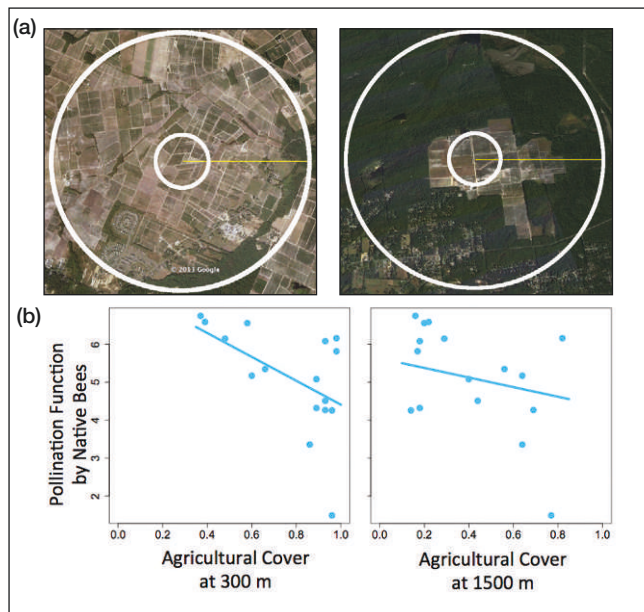 (a)
© 2013 Google
(b)
Pollination Function
by Native Bees
6
5
4
3
2
0.0 0.2 0.4 0.6 0.8 1.0
Agricultural Cover
at 300 m
0.0 0.2 0.4 0.6 0.8 1.0
Agricultural Cover
at 1500 m